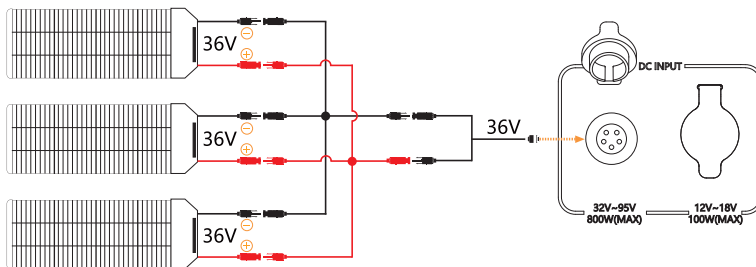 36V
36V
36V
36V
DC INPUT
32V~95V
800W(MAX)
12V~18V
100W(MAX)